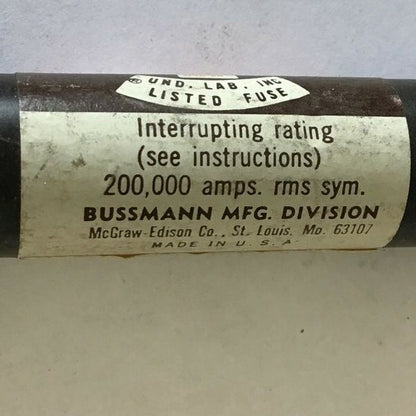 UND. LAB. INC
LISTED FUSE
Interrupting rating
(see instructions)
200,000 amps. rms sym.
BUSSMANN MFG. DIVISION
McGraw-Edison Co., St. Louis, Mo. 63107
MADE IN U.S.A